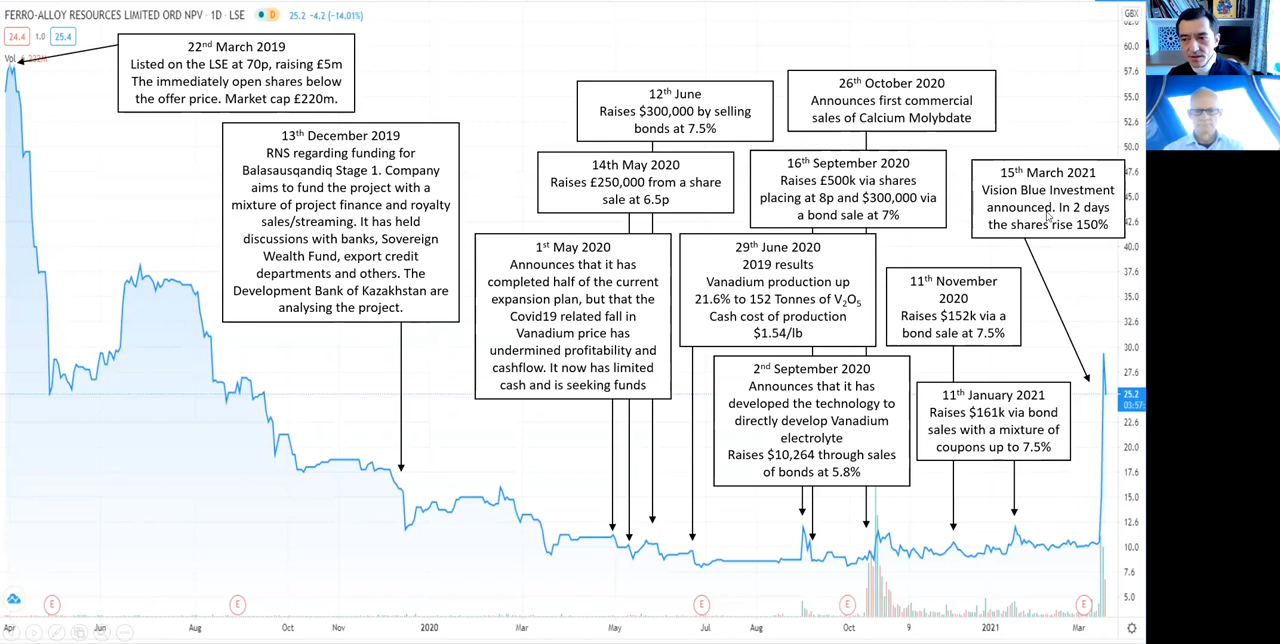 FERRO-ALLOY RESOURCES LIMITED ORD NPV · 1D · LSE
D
25.2 −4.2 (−14.01%)
GBX
24.4
1.0
25.4
Vol
22nd March 2019
Listed on the LSE at 70p, raising £5m
The immediately open shares below
the offer price. Market cap £220m.
13th December 2019
RNS regarding funding for
Balasausqandiq Stage 1. Company
aims to fund the project with a
mixture of project finance and royalty
sales/streaming. It has held
discussions with banks, Sovereign
Wealth Fund, export credit
departments and others. The
Development Bank of Kazakhstan are
analysing the project.
12th June
Raises $300,000 by selling
bonds at 7.5%
14th May 2020
Raises £250,000 from a share
sale at 6.5p
1st May 2020
Announces that it has
completed half of the current
expansion plan, but that the
Covid19 related fall in
Vanadium price has
undermined profitability and
cashflow. It now has limited
cash and is seeking funds
26th October 2020
Announces first commercial
sales of Calcium Molybdate
16th September 2020
Raises £500k via shares
placing at 8p and $300,000 via
a bond sale at 7%
29th June 2020
2019 results
Vanadium production up
21.6% to 152 Tonnes of V2O5
Cash cost of production
$1.54/lb
2nd September 2020
Announces that it has
developed the technology to
directly develop Vanadium
electrolyte
Raises $10,264 through sales
of bonds at 5.8%
11th November
2020
Raises $152k via a
bond sale at 7.5%
11th January 2021
Raises $161k via bond
sales with a mixture of
coupons up to 7.5%
15th March 2021
Vision Blue Investment
announced. In 2 days
the shares rise 150%
60.0
57.6
55.0
52.6
50.0
47.6
45.0
42.6
40.0
37.6
35.0
32.6
30.0
27.6
25.2
03:57:
22.6
20.0
17.6
15.0
12.6
10.0
7.6
5.0
E
E
E
E
E
Apr
Jun
Aug
Oct
Nov
2020
Mar
May
Jul
Aug
Oct
9
2021
Mar